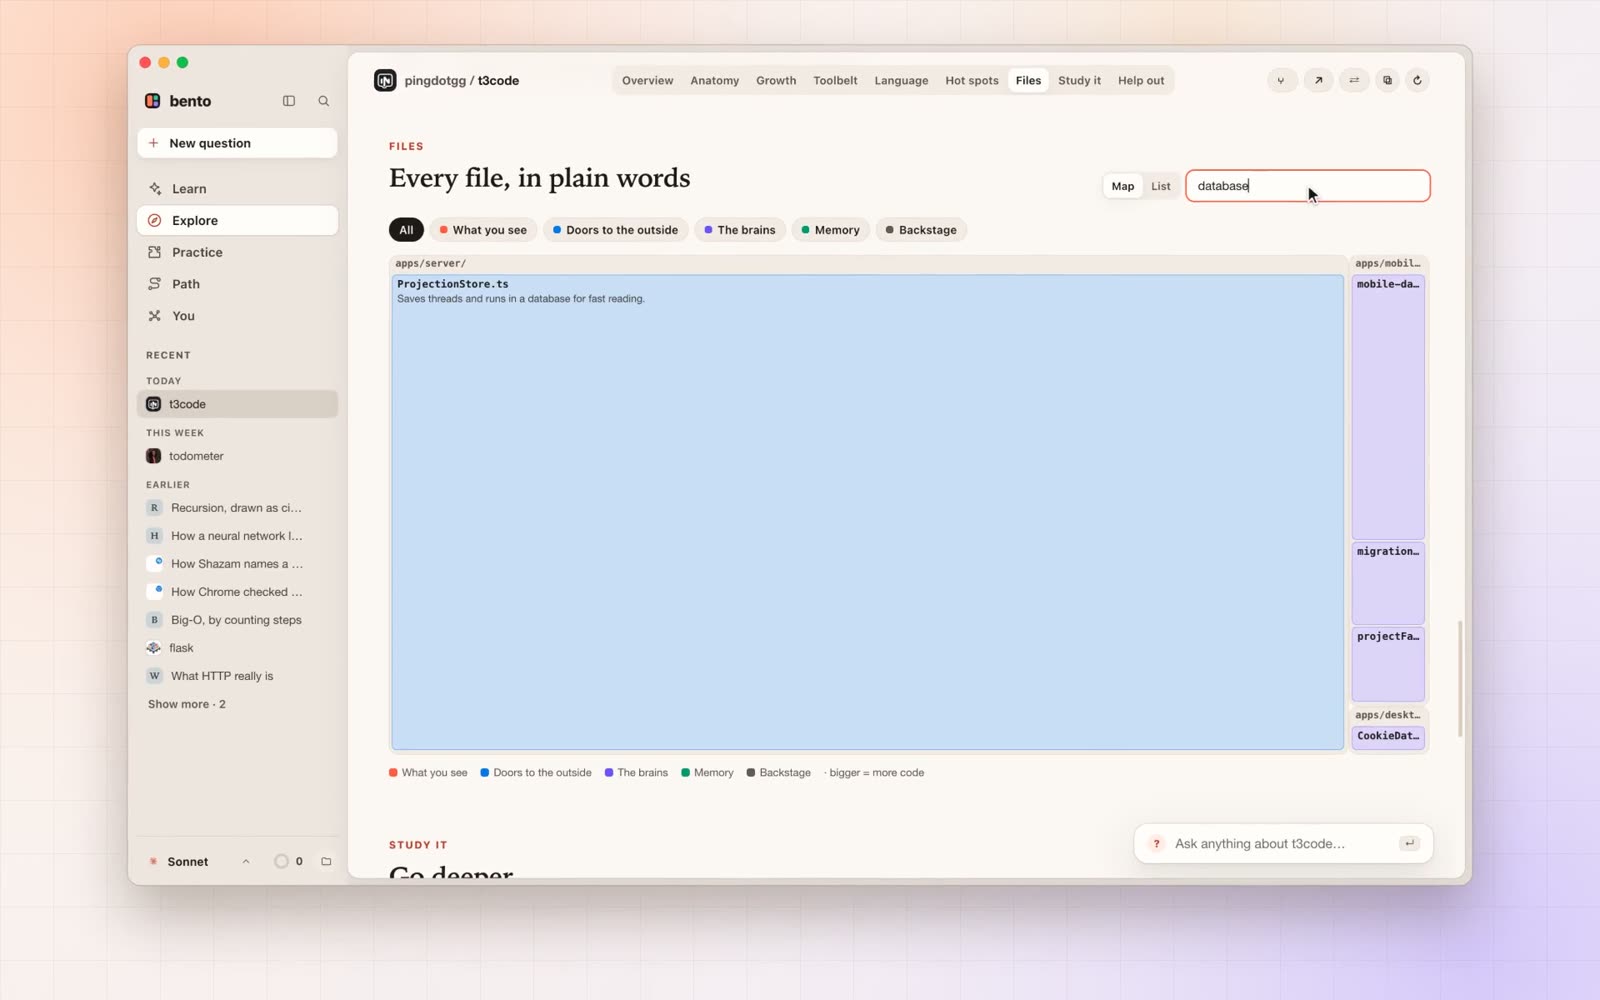 bento
New question
Learn
Explore
Practice
Path
You
RECENT
TODAY
t3code
THIS WEEK
todometer
EARLIER
R Recursion, drawn as ci…
H How a neural network l…
How Shazam names a …
How Chrome checked …
B Big-O, by counting steps
flask
W What HTTP really is
Show more · 2
Sonnet 0
pingdotgg / t3code
Overview Anatomy Growth Toolbelt Language Hot spots Files Study it Help out
FILES
Every file, in plain words
Map List database
All What you see Doors to the outside The brains Memory Backstage
apps/server/
ProjectionStore.ts
Saves threads and runs in a database for fast reading.
apps/mobil…
mobile-da…
migration…
projectFa…
apps/deskt…
CookieDat…
What you see Doors to the outside The brains Memory Backstage · bigger = more code
STUDY IT
Go deeper
? Ask anything about t3code…